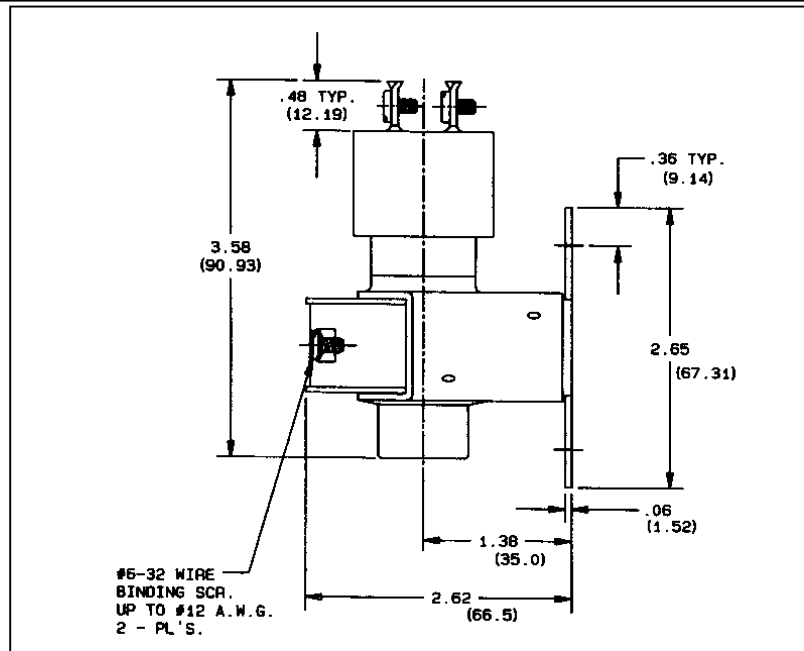 .48 TYP.
(12.19)
.36 TYP.
(9.14)
3.58
(90.93)
2.65
(67.31)
.06
(1.52)
1.38
(35.0)
2.62
(66.5)
#6-32 WIRE
BINDING SCR.
UP TO #12 A.W.G.
2 - PL'S.